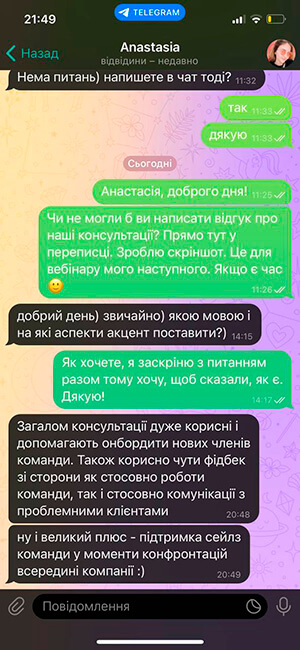 21:49
TELEGRAM
Назад
Anastasia
відвідини – недавно
Нема питань) напишете в чат тоді?
11:32
так
11:33
дякую
11:33
Сьогодні
Анастасія, доброго дня!
11:25
Чи не могли б ви написати відгук про
наші консультації? Прямо тут у
переписці. Зроблю скріншот. Це для
вебінару мого наступного. Якщо є час
🙂
11:26
добрий день) звичайно) якою мовою і
на які аспекти акцент поставити?)
14:15
Як хочете, я заскріню з питанням
разом тому хочу, щоб сказали, як є.
Дякую!
14:17
Загалом консультації дуже корисні і
допомагають онбордити нових членів
команди. Також корисно чути фідбек
зі сторони як стосовно роботи
команди, так і стосовно комунікації з
проблемними клієнтами
20:48
ну і великий плюс - підтримка сейлз
команди у моменти конфронтацій
всередині компанії :)
20:49
Повідомлення